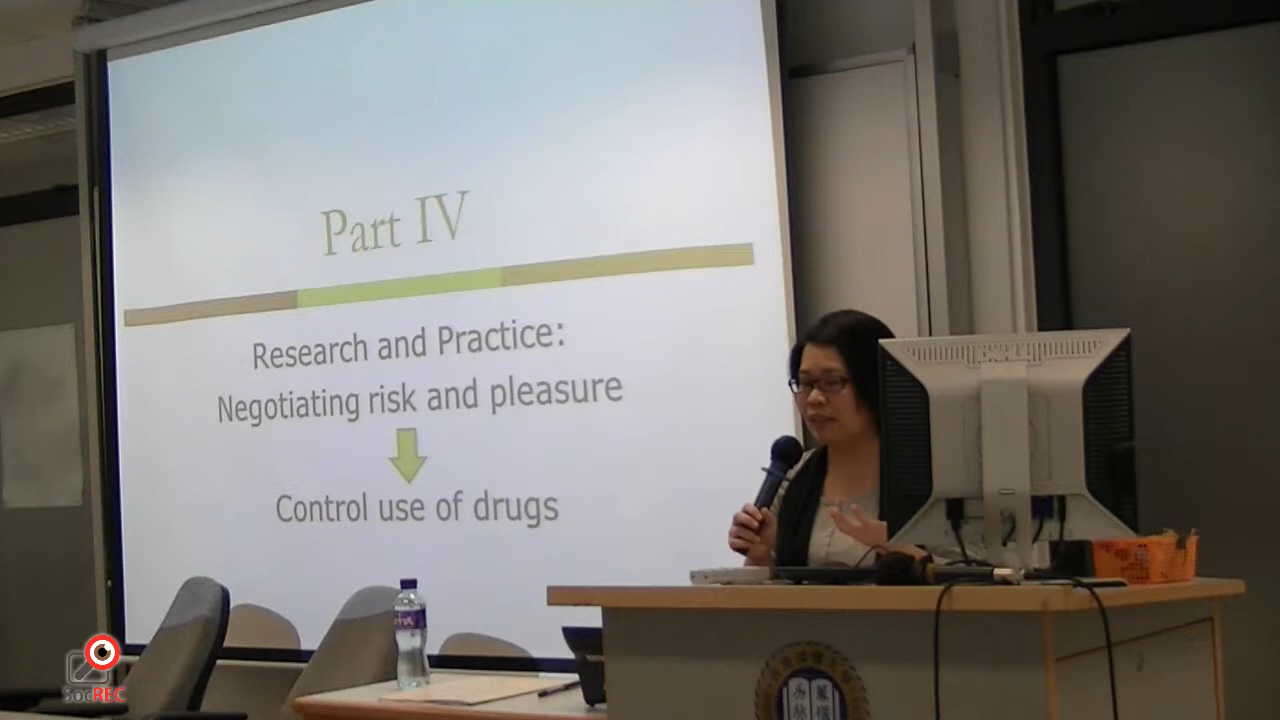 Part IV
Research and Practice:
Negotiating risk and pleasure
Control use of drugs
SocREC